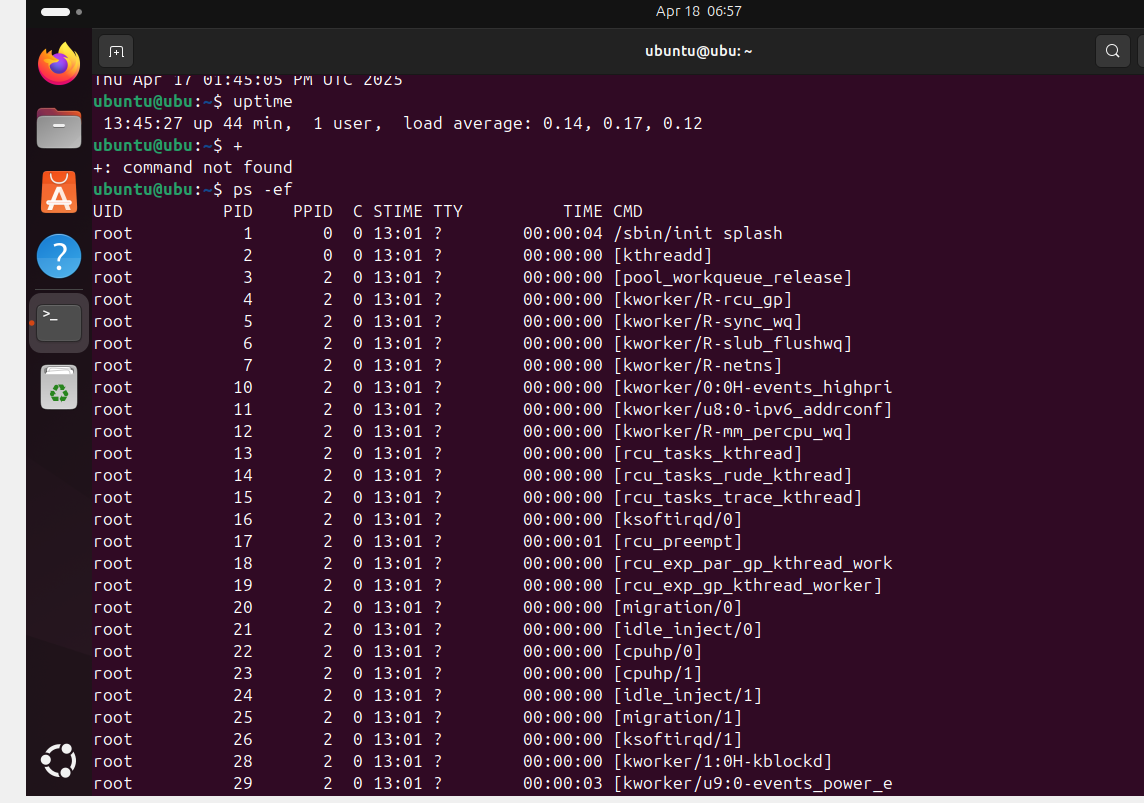 Apr 18 06:57
ubuntu@ubu: ~
Thu Apr 17 01:45:05 PM UTC 2025
ubuntu@ubu:~$ uptime
 13:45:27 up 44 min,  1 user,  load average: 0.14, 0.17, 0.12
ubuntu@ubu:~$ +
+: command not found
ubuntu@ubu:~$ ps -ef
UID          PID    PPID  C STIME TTY          TIME CMD
root           1       0  0 13:01 ?        00:00:04 /sbin/init splash
root           2       0  0 13:01 ?        00:00:00 [kthreadd]
root           3       2  0 13:01 ?        00:00:00 [pool_workqueue_release]
root           4       2  0 13:01 ?        00:00:00 [kworker/R-rcu_gp]
root           5       2  0 13:01 ?        00:00:00 [kworker/R-sync_wq]
root           6       2  0 13:01 ?        00:00:00 [kworker/R-slub_flushwq]
root           7       2  0 13:01 ?        00:00:00 [kworker/R-netns]
root          10       2  0 13:01 ?        00:00:00 [kworker/0:0H-events_highpri
root          11       2  0 13:01 ?        00:00:00 [kworker/u8:0-ipv6_addrconf]
root          12       2  0 13:01 ?        00:00:00 [kworker/R-mm_percpu_wq]
root          13       2  0 13:01 ?        00:00:00 [rcu_tasks_kthread]
root          14       2  0 13:01 ?        00:00:00 [rcu_tasks_rude_kthread]
root          15       2  0 13:01 ?        00:00:00 [rcu_tasks_trace_kthread]
root          16       2  0 13:01 ?        00:00:00 [ksoftirqd/0]
root          17       2  0 13:01 ?        00:00:01 [rcu_preempt]
root          18       2  0 13:01 ?        00:00:00 [rcu_exp_par_gp_kthread_work
root          19       2  0 13:01 ?        00:00:00 [rcu_exp_gp_kthread_worker]
root          20       2  0 13:01 ?        00:00:00 [migration/0]
root          21       2  0 13:01 ?        00:00:00 [idle_inject/0]
root          22       2  0 13:01 ?        00:00:00 [cpuhp/0]
root          23       2  0 13:01 ?        00:00:00 [cpuhp/1]
root          24       2  0 13:01 ?        00:00:00 [idle_inject/1]
root          25       2  0 13:01 ?        00:00:00 [migration/1]
root          26       2  0 13:01 ?        00:00:00 [ksoftirqd/1]
root          28       2  0 13:01 ?        00:00:00 [kworker/1:0H-kblockd]
root          29       2  0 13:01 ?        00:00:03 [kworker/u9:0-events_power_e